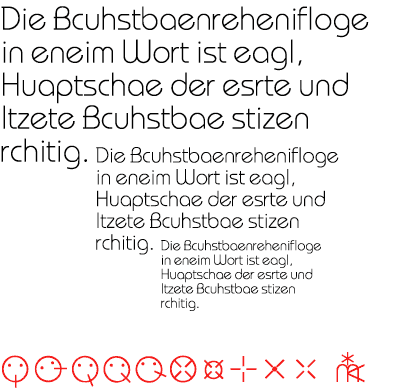 Die Bcuhstbaenrehenifloge
in eneim Wort ist eagl,
Huaptschae der esrte und
ltzete Bcuhstbae stizen
rchitig. Die Bcuhstbaenrehenifloge
in eneim Wort ist eagl,
Huaptschae der esrte und
ltzete Bcuhstbae stizen
rchitig. Die Bcuhstbaenrehenifloge
in eneim Wort ist eagl,
Huaptschae der esrte und
ltzete Bcuhstbae stizen
rchitig.